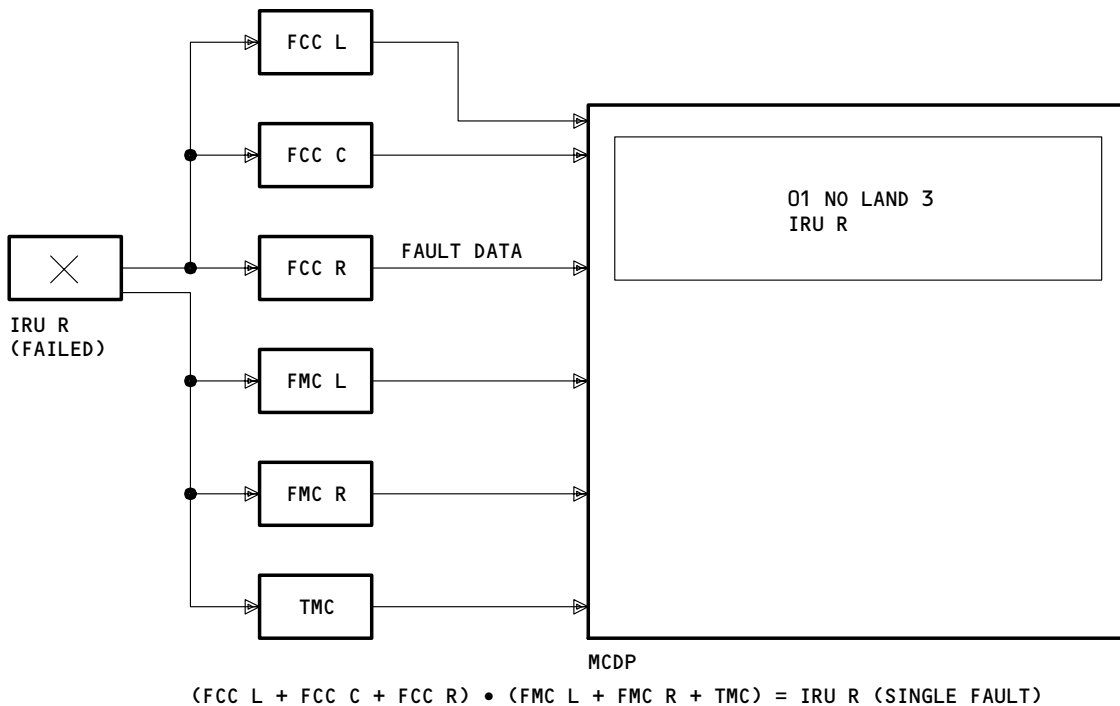 FCC L
FCC C
01 NO LAND 3
IRU R
FCC R
FAULT DATA
IRU R
(FAILED)
FMC L
FMC R
TMC
MCDP
(FCC L + FCC C + FCC R) • (FMC L + FMC R + TMC) = IRU R (SINGLE FAULT)